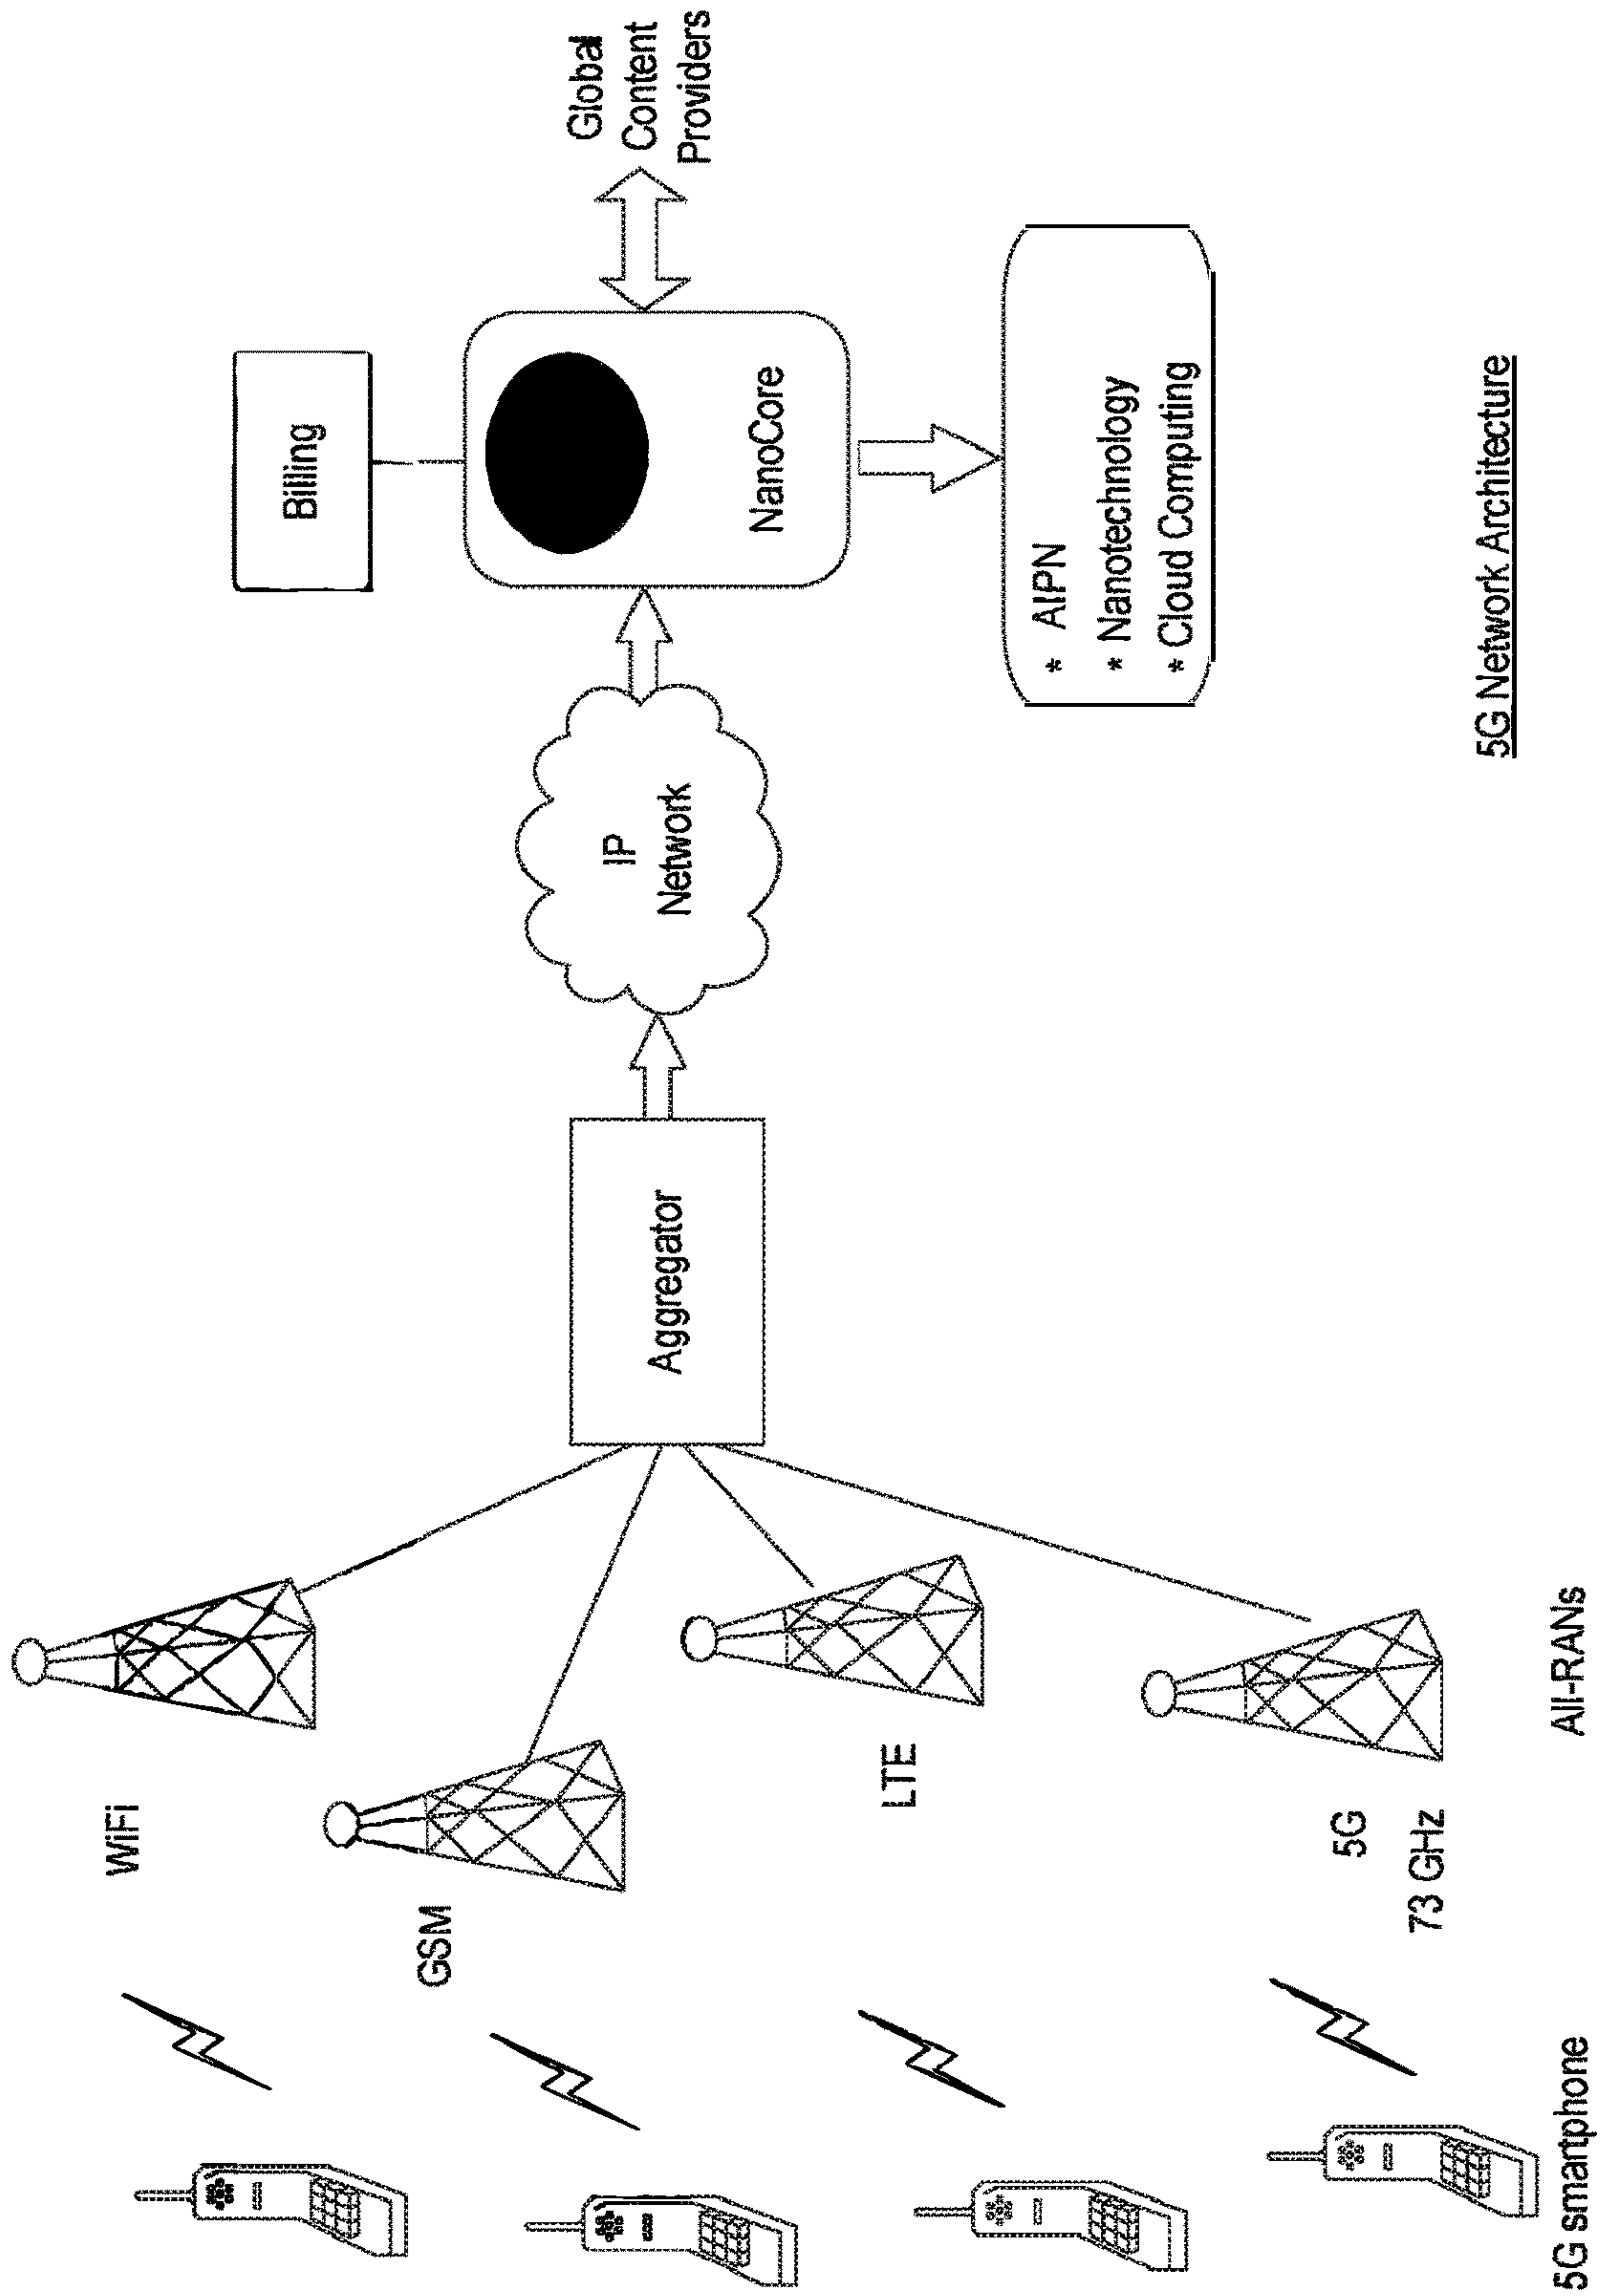 WiFi
GSM
LTE
5G
73 GHz
5G smartphone
All-RANs
Aggregator
IP
Network
Billing
NanoCore
Global
Content
Providers
* AIPN
* Nanotechnology
* Cloud Computing
5G Network Architecture